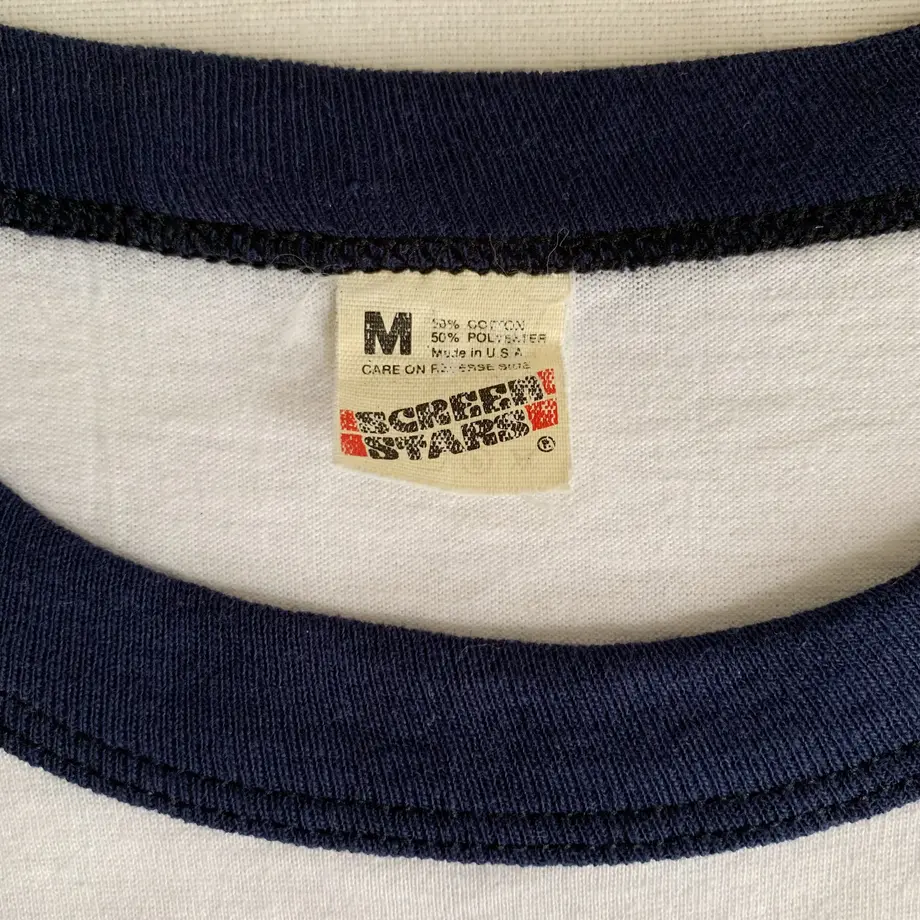 M
50% COTTON
50% POLYESTER
Made in U S A
CARE ON REVERSE SIDE
SCREEN
STARS ®